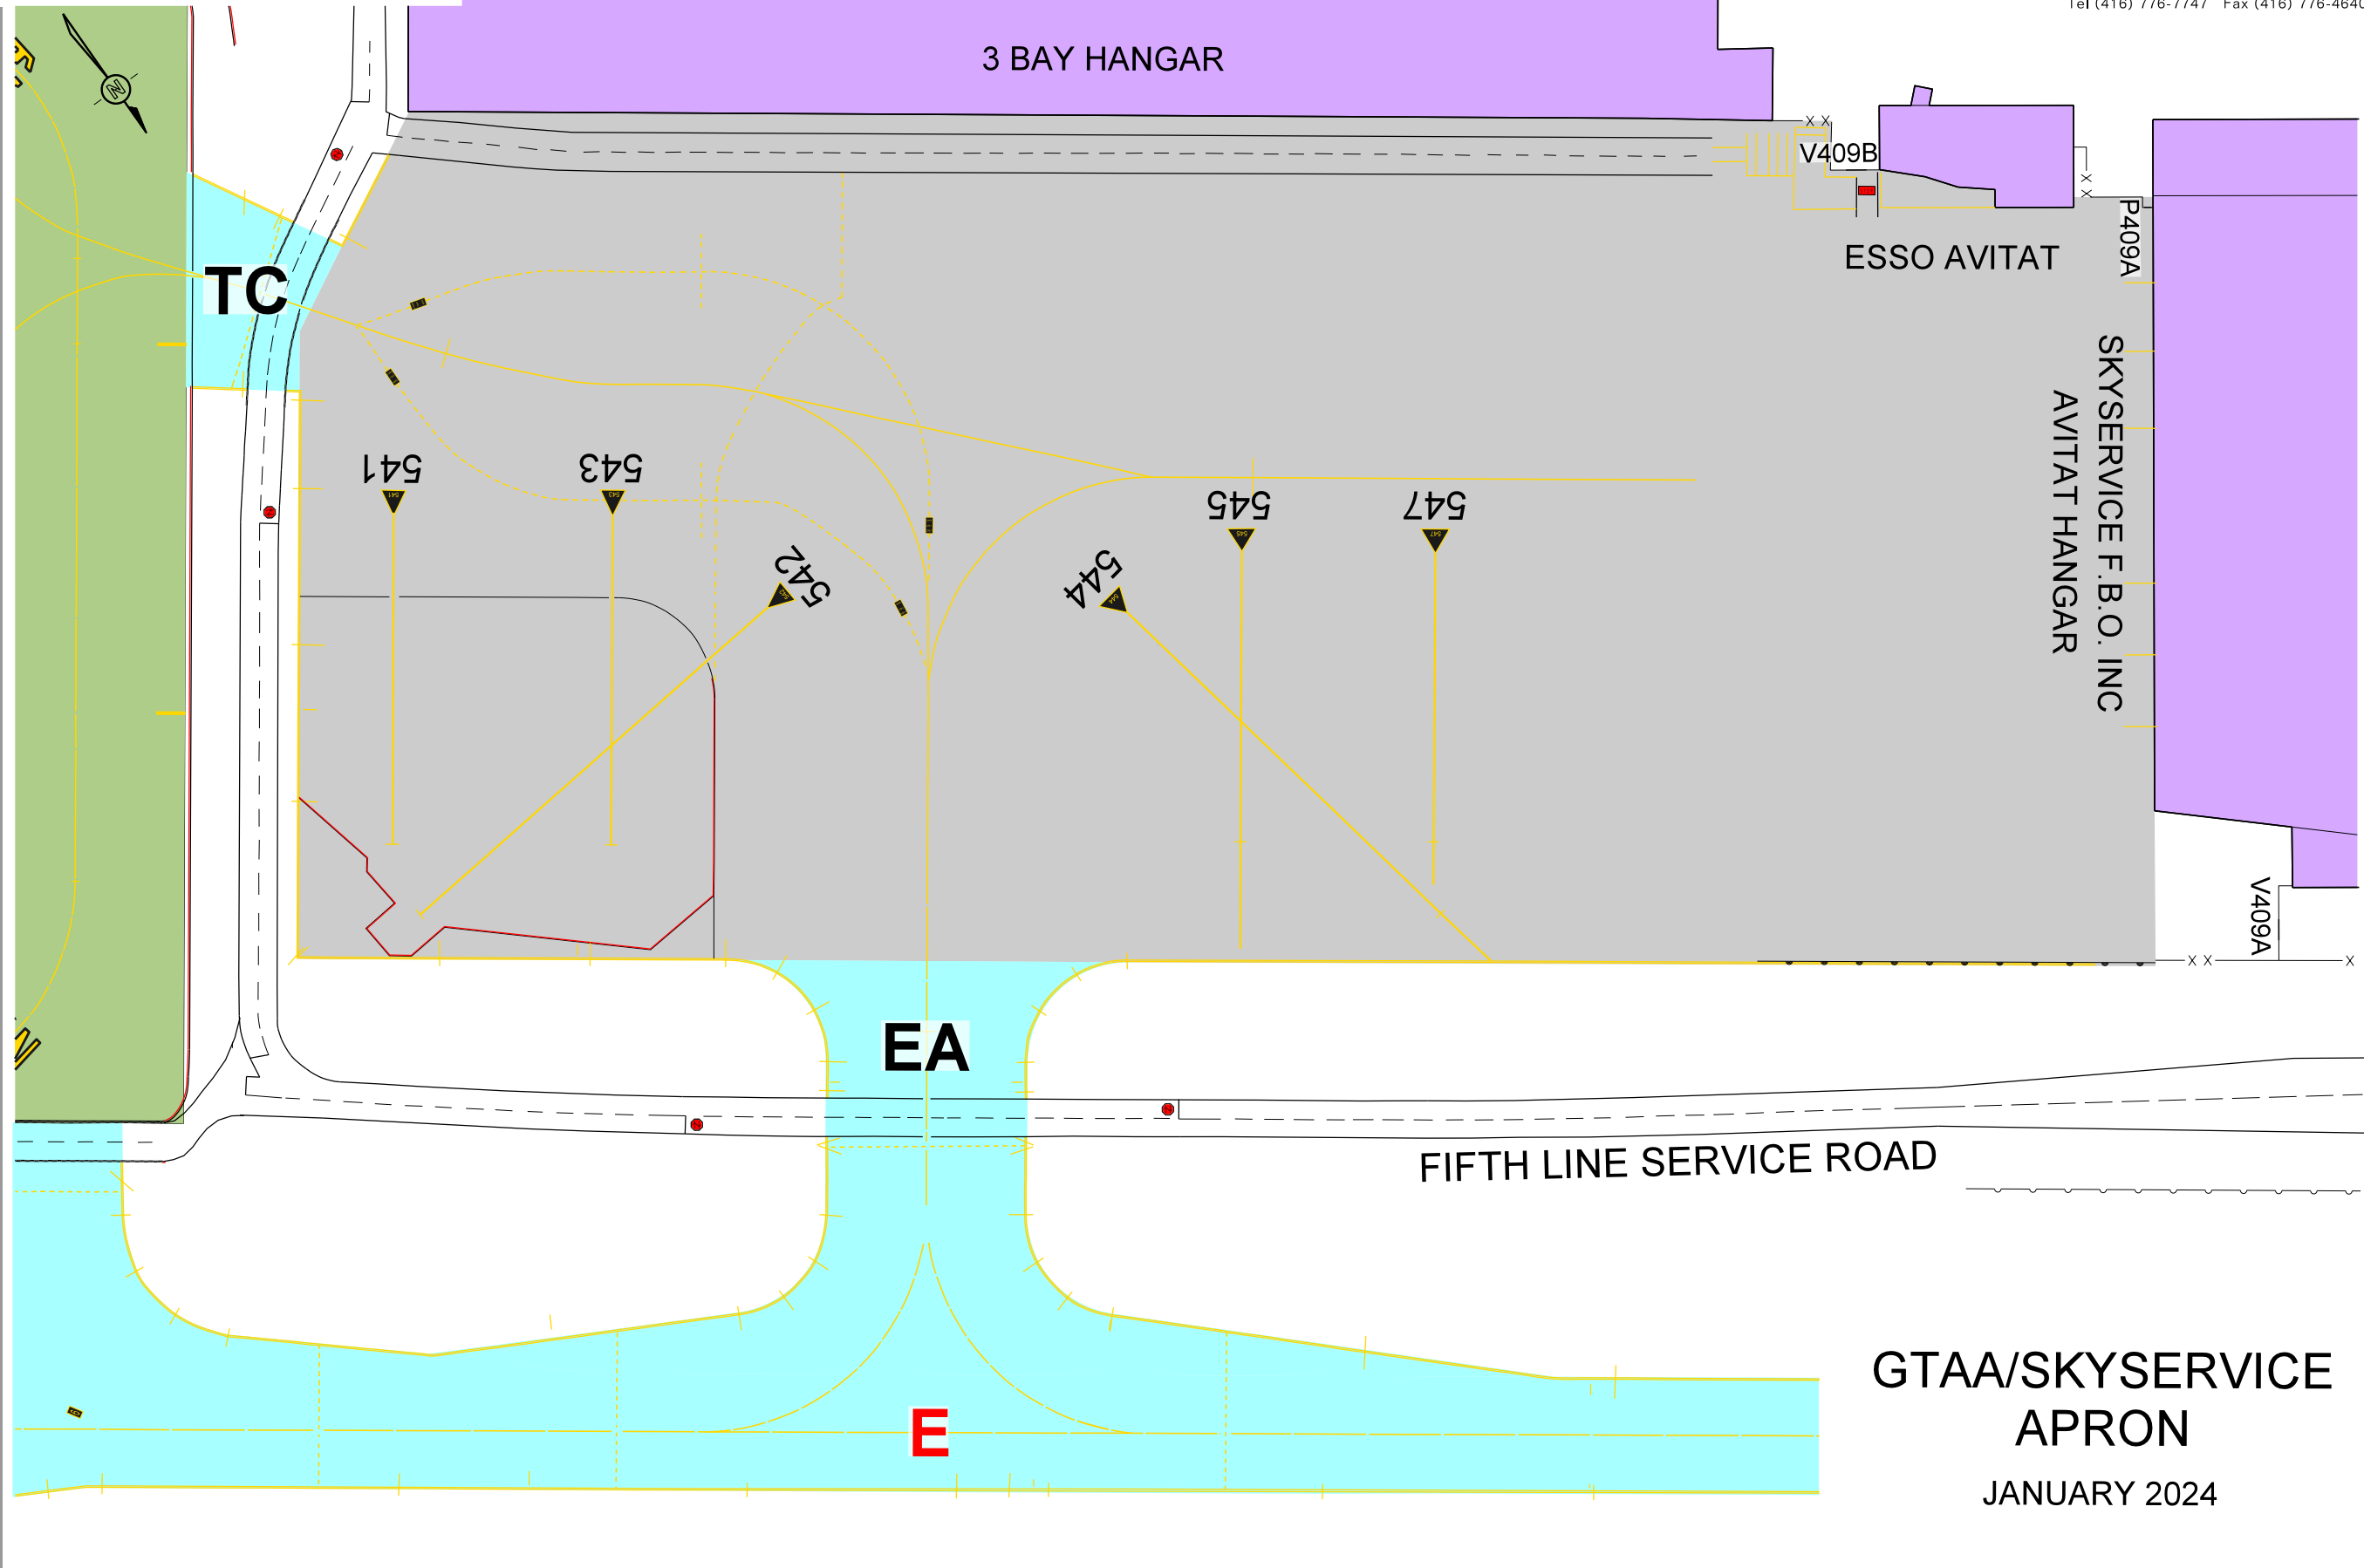 Tel (416) 776-7747 Fax (416) 776-4640
3 BAY HANGAR
N
V409B
P409A
ESSO AVITAT
TC
SKYSERVICE F.B.O. INC
AVITAT HANGAR
541
543
545
547
542
544
V409A
EA
FIFTH LINE SERVICE ROAD
E
GTAA/SKYSERVICE
APRON
JANUARY 2024